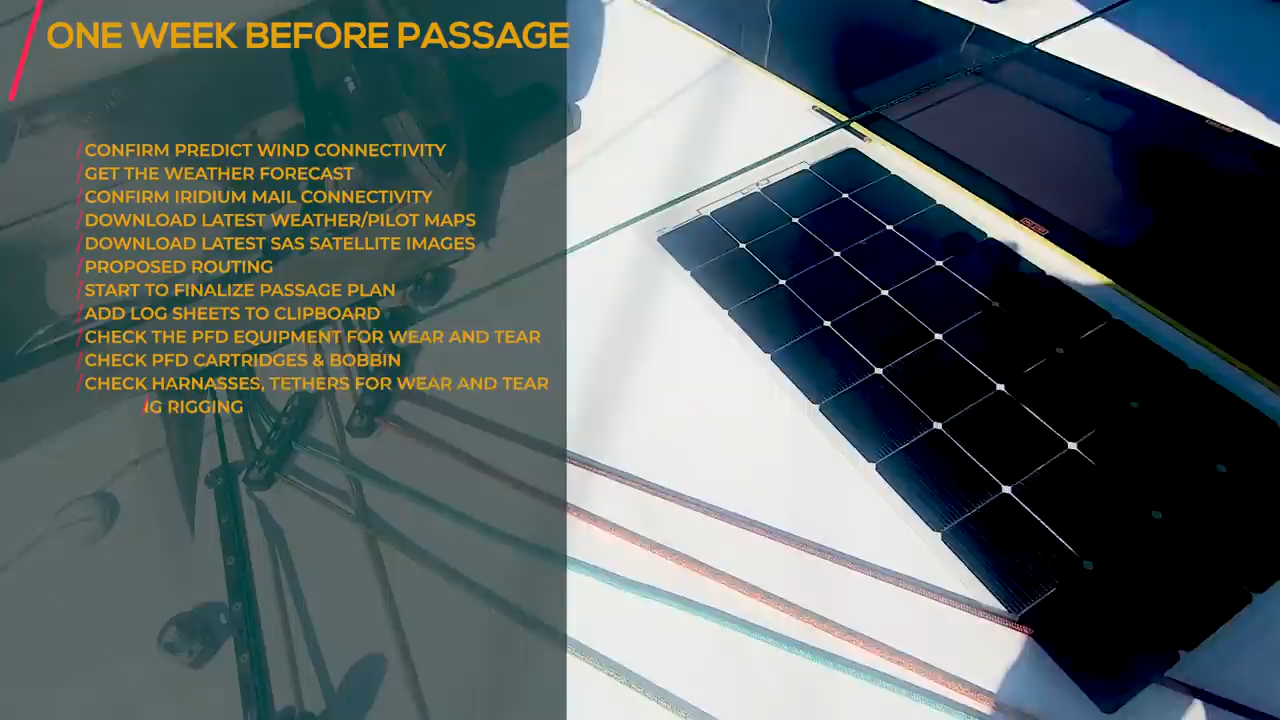 ONE WEEK BEFORE PASSAGE
/CONFIRM PREDICT WIND CONNECTIVITY
/GET THE WEATHER FORECAST
/CONFIRM IRIDIUM MAIL CONNECTIVITY
/DOWNLOAD LATEST WEATHER/PILOT MAPS
/DOWNLOAD LATEST SAS SATELLITE IMAGES
/PROPOSED ROUTING
/START TO FINALIZE PASSAGE PLAN
/ADD LOG SHEETS TO CLIPBOARD
/CHECK THE PFD EQUIPMENT FOR WEAR AND TEAR
/CHECK PFD CARTRIDGES & BOBBIN
/CHECK HARNASSES, TETHERS FOR WEAR AND TEAR
/G RIGGING